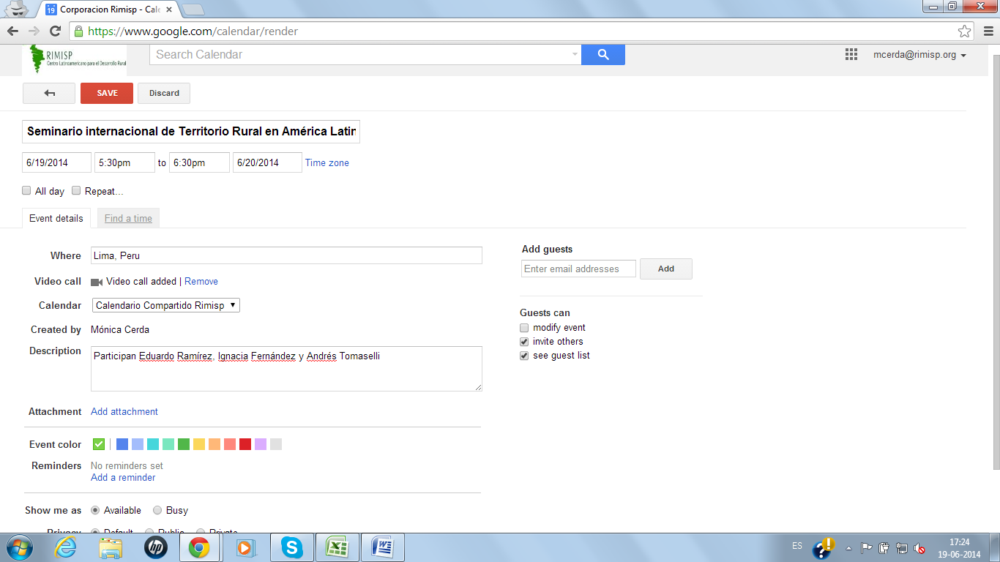 Corporacion Rimisp - Cale
https://www.google.com/calendar/render
RIMISP
Centro Latinoamericano para el Desarrollo Rural
Search Calendar
mcerda@rimisp.org
SAVE
Discard
Seminario internacional de Territorio Rural en América Latin
6/19/2014 5:30pm to 6:30pm 6/20/2014 Time zone
All day Repeat...
Event details Find a time
Where Lima, Peru
Video call Video call added | Remove
Calendar Calendario Compartido Rimisp
Created by Mónica Cerda
Description Participan Eduardo Ramírez, Ignacia Fernández y Andrés Tomaselli
Attachment Add attachment
Event color
Reminders No reminders set
Add a reminder
Show me as Available Busy
Privacy Default Public Private
Add guests
Enter email addresses Add
Guests can
modify event
invite others
see guest list
ES
17:24
19-06-2014